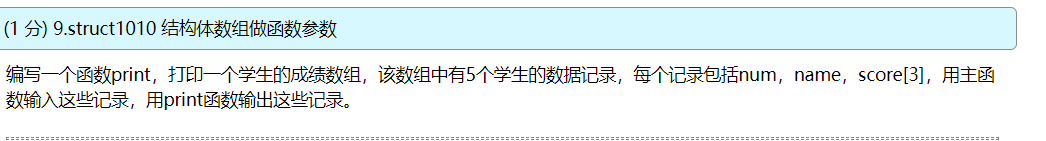 (1 分) 9.struct1010 结构体数组做函数参数
编写一个函数print，打印一个学生的成绩数组，该数组中有5个学生的数据记录，每个记录包括num，name，score[3]，用主函
数输入这些记录，用print函数输出这些记录。